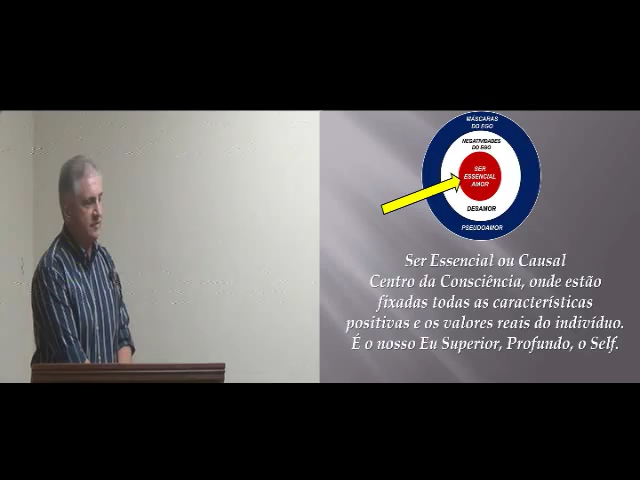 MÁSCARAS
DO EGO
NEGATIVIDADES
DO EGO
SER
ESSENCIAL
AMOR
DESAMOR
PSEUDOAMOR
Ser Essencial ou Causal
Centro da Consciência, onde estão
fixadas todas as características
positivas e os valores reais do indivíduo.
É o nosso Eu Superior, Profundo, o Self.